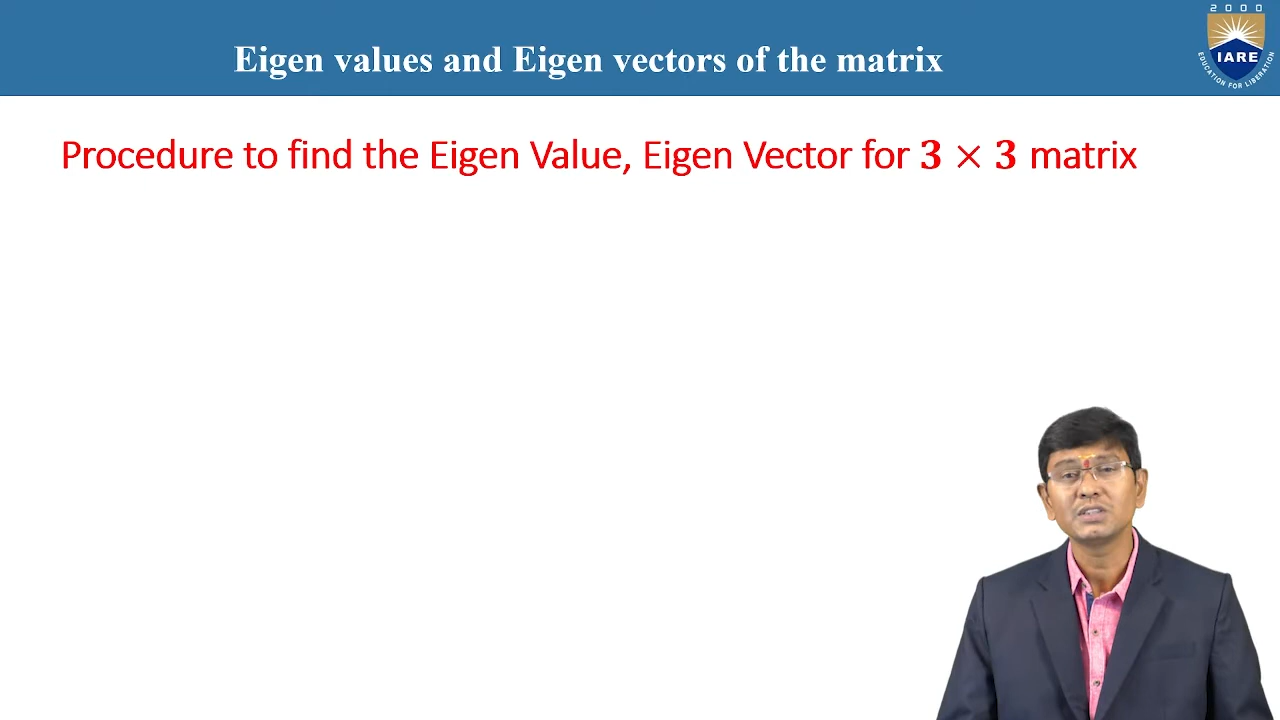 2000
Eigen values and Eigen vectors of the matrix
IARE
EDUCATION FOR LIBERATION
Procedure to find the Eigen Value, Eigen Vector for 3 × 3 matrix